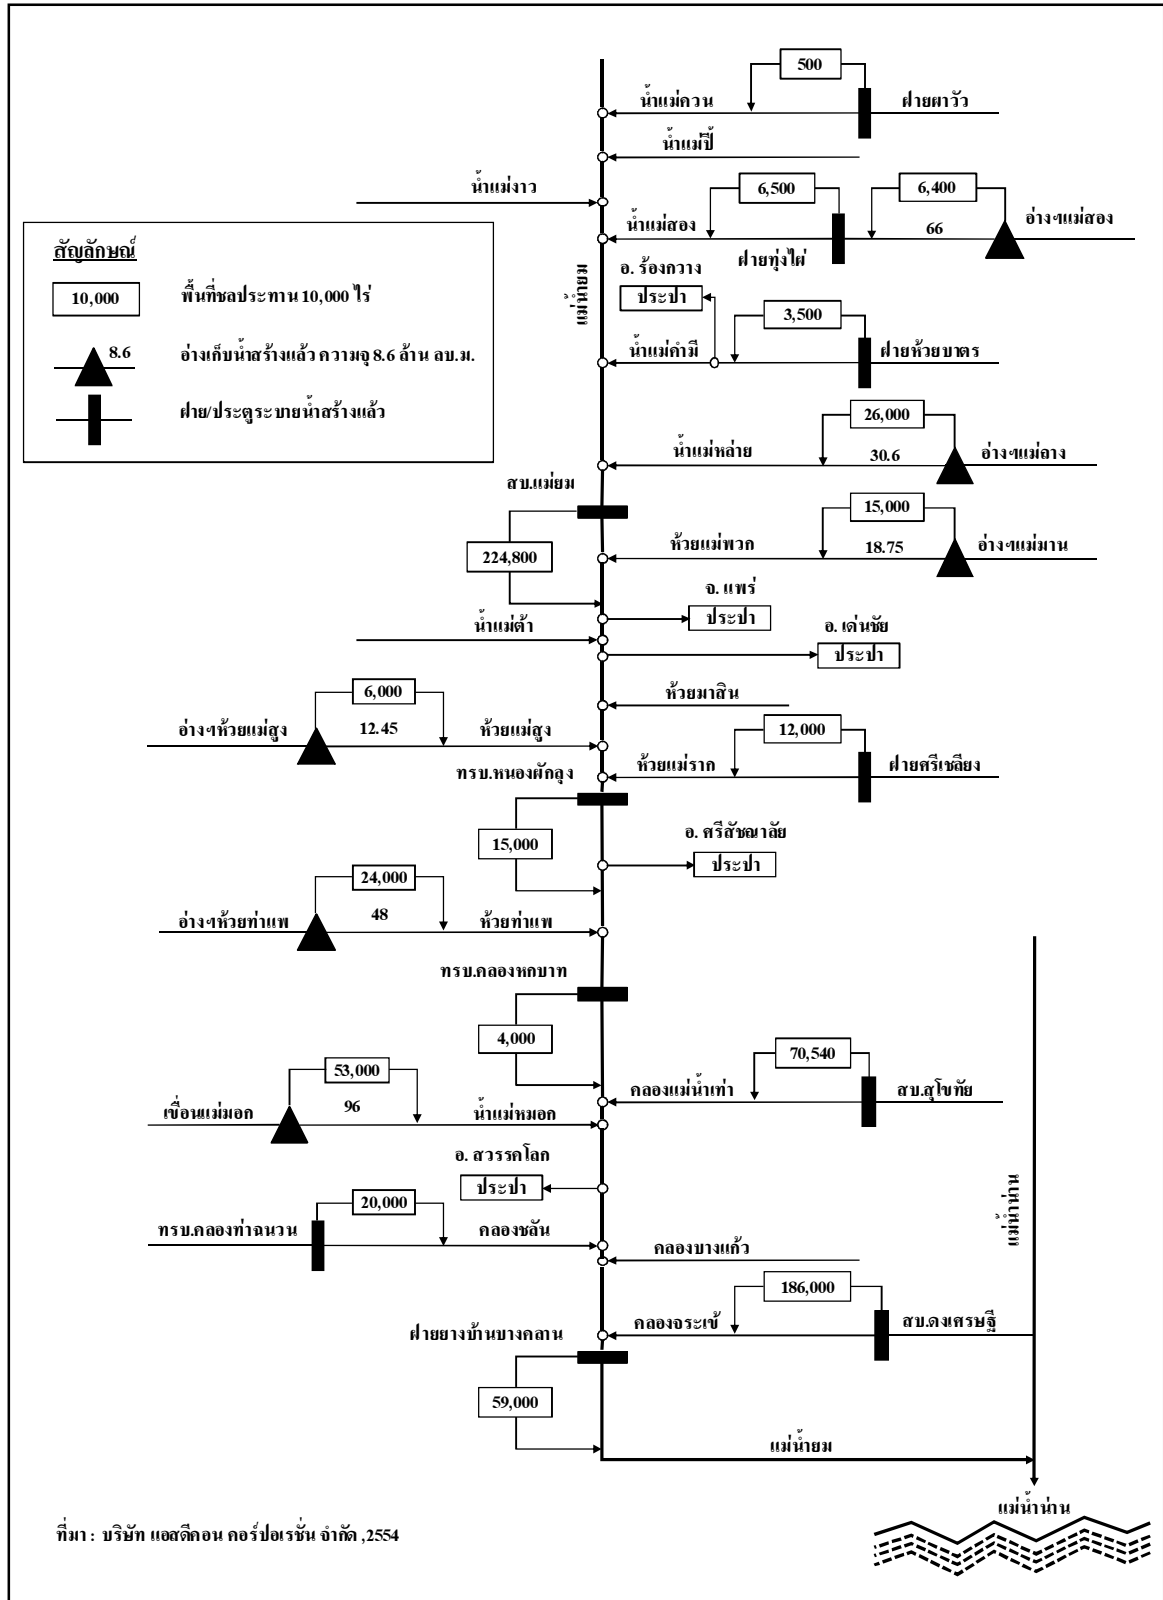 500
น้ำแม่ควน
ฝายผาวัว
น้ำแม่ปี้
น้ำแม่งาว
6,500
6,400
น้ำแม่สอง
66
อ่างฯแม่สอง
ฝายทุ่งไผ่
สัญลักษณ์
10,000
พื้นที่ชลประทาน 10,000 ไร่
8.6
อ่างเก็บน้ำสร้างแล้ว ความจุ 8.6 ล้าน ลบ.ม.
ฝาย/ประตูระบายน้ำสร้างแล้ว
แม่น้ำยม
อ. ร้องกวาง
ประปา
3,500
น้ำแม่คำมี
ฝายห้วยบาตร
26,000
น้ำแม่หล่าย
30.6
อ่างฯแม่ถาง
สบ.แม่ยม
224,800
15,000
ห้วยแม่พวก
18.75
อ่างฯแม่มาน
จ. แพร่
ประปา
น้ำแม่ต้า
อ. เด่นชัย
ประปา
ห้วยมาสิน
6,000
อ่างฯห้วยแม่สูง
12.45
ห้วยแม่สูง
12,000
ห้วยแม่ราก
ฝายศรีเชลียง
ทรบ.หนองผักลุง
15,000
อ. ศรีสัชณาลัย
ประปา
24,000
อ่างฯห้วยท่าแพ
48
ห้วยท่าแพ
ทรบ.คลองหกบาท
4,000
70,540
คลองแม่น้ำเท่า
สบ.สุโขทัย
53,000
เขื่อนแม่มอก
96
น้ำแม่หมอก
อ. สวรรคโลก
ประปา
20,000
ทรบ.คลองท่าฉนวน
คลองชลัน
คลองบางแก้ว
แม่น้ำน่าน
186,000
คลองจระเข้
สบ.ดงเศรษฐี
ฝายยางบ้านบางคลาน
59,000
แม่น้ำยม
แม่น้ำน่าน
ที่มา : บริษัท แอสดีคอน คอร์ปอเรชั่น จำกัด ,2554